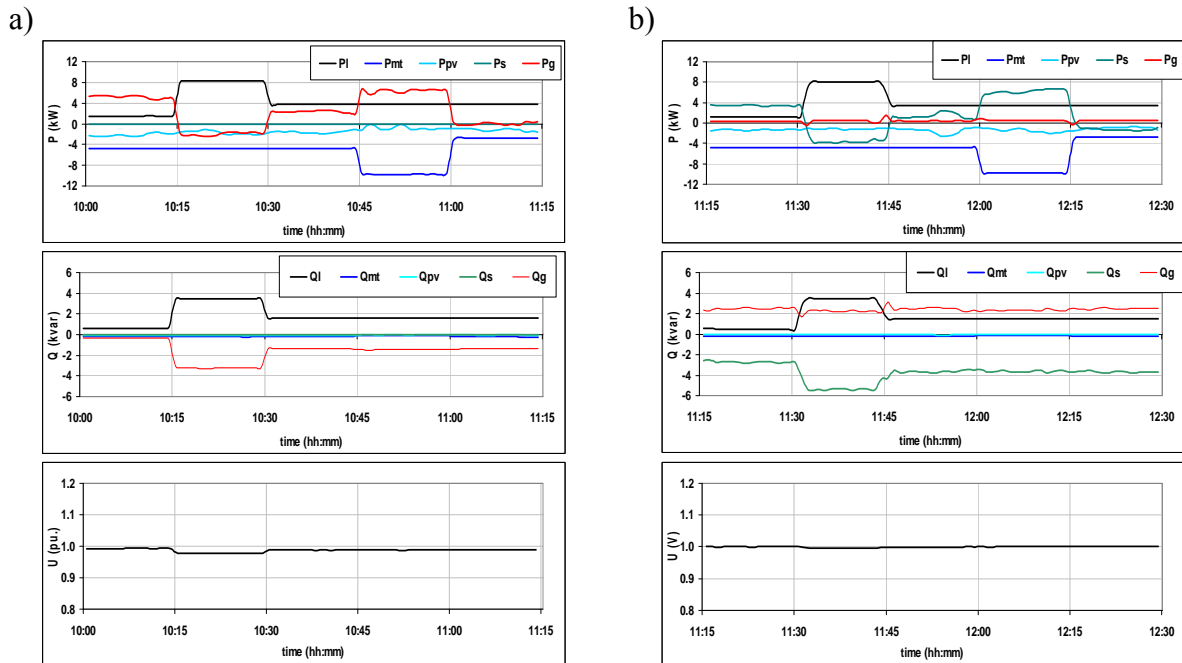 a)
Pl Pmt Ppv Ps Pg
P (kW)
12
8
4
0
-4
-8
-12
10:00 10:15 10:30 10:45 11:00 11:15
time (hh:mm)
Ql Qmt Qpv Qs Qg
Q (kvar)
6
4
2
0
-2
-4
-6
10:00 10:15 10:30 10:45 11:00 11:15
time (hh:mm)
U (pu.)
1.2
1.1
1.0
0.9
0.8
10:00 10:15 10:30 10:45 11:00 11:15
time (hh:mm)
b)
Pl Pmt Ppv Ps Pg
P (kW)
12
8
4
0
-4
-8
-12
11:15 11:30 11:45 12:00 12:15 12:30
time (hh:mm)
Ql Qmt Qpv Qs Qg
Q (kvar)
6
4
2
0
-2
-4
-6
11:15 11:30 11:45 12:00 12:15 12:30
time (hh:mm)
U (V)
1.2
1.1
1.0
0.9
0.8
11:15 11:30 11:45 12:00 12:15 12:30
time (hh:mm)